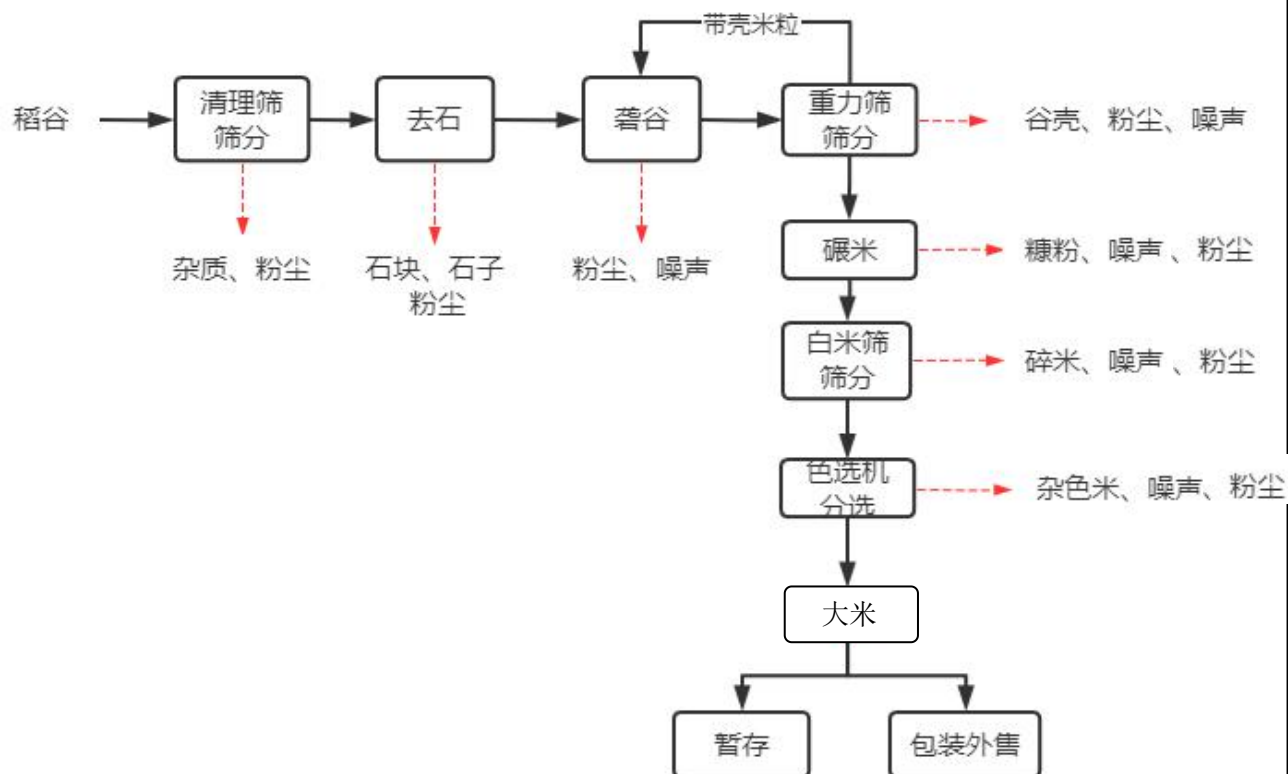 带壳米粒
稻谷
清理筛
筛分
去石
砻谷
重力筛
筛分
谷壳、粉尘、噪声
杂质、粉尘
石块、石子
粉尘
粉尘、噪声
碾米
糠粉、噪声 、粉尘
白米筛
筛分
碎米、噪声 、粉尘
色选机
分选
杂色米、噪声、粉尘
大米
暂存
包装外售